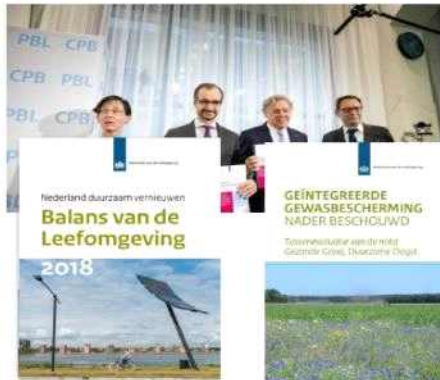 PBL CPB
CPB PBL
PBL
CPB
Nederland duurzaam vernieuwen
Balans van de
Leefomgeving
2018
GEÏNTEGREERDE
GEWASBESCHERMING
NADER BESCHOUWD
Tussenevaluatie van de nota
Gezonde Groei, Duurzame Oogst